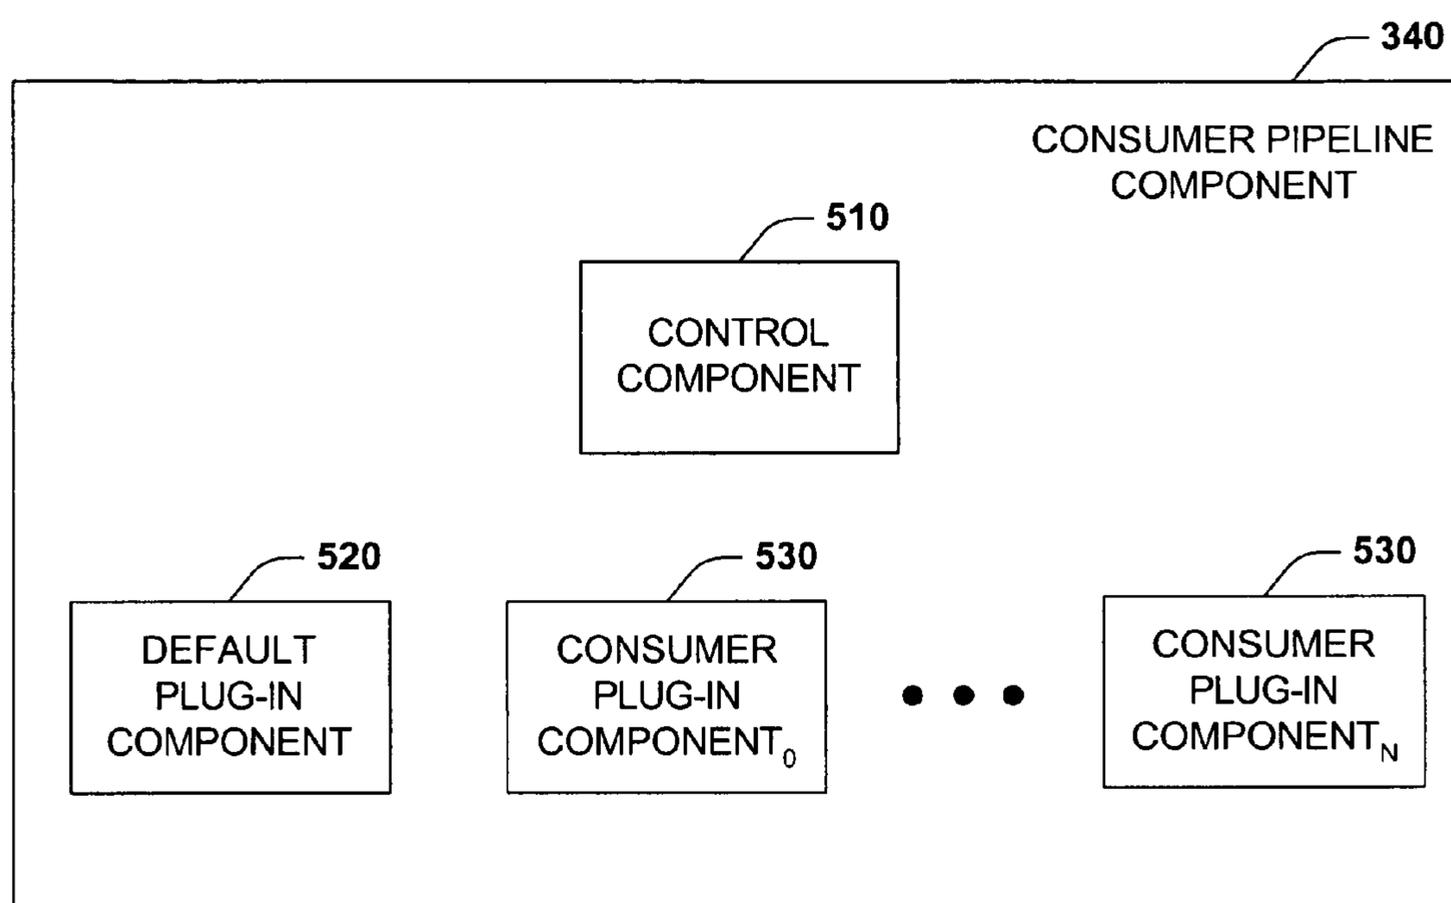 340
CONSUMER PIPELINE
COMPONENT
510
CONTROL
COMPONENT
520
DEFAULT
PLUG-IN
COMPONENT
530
CONSUMER
PLUG-IN
COMPONENT₀
530
CONSUMER
PLUG-IN
COMPONENT_N